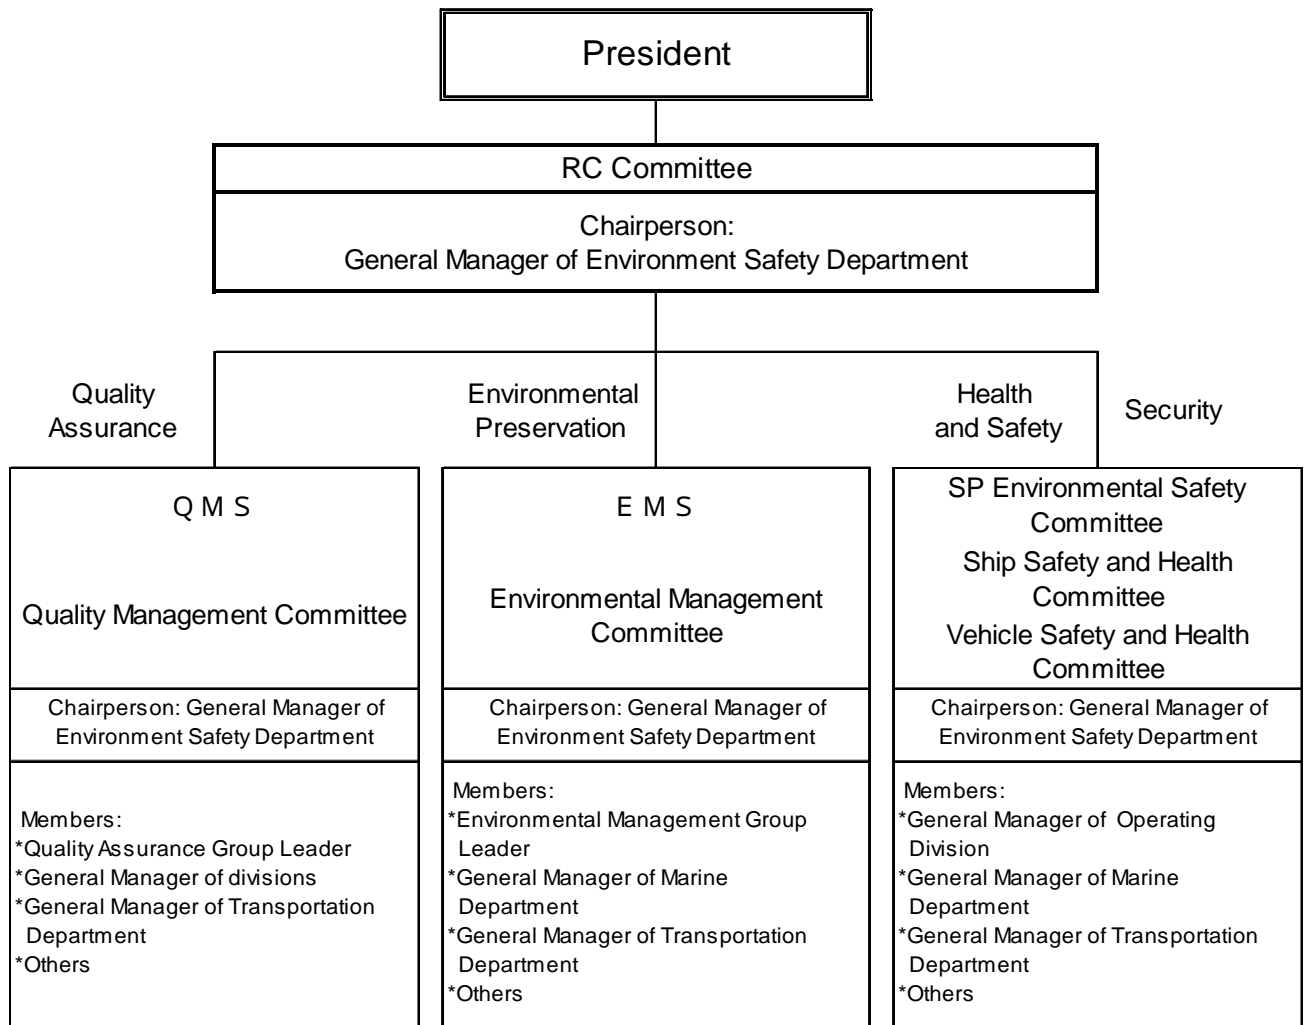 President
RC Committee
Chairperson:
General Manager of Environment Safety Department
Quality
Assurance
Environmental
Preservation
Health
and Safety
Security
Q M S
Quality Management Committee
Chairperson: General Manager of
Environment Safety Department
Members:
*Quality Assurance Group Leader
*General Manager of divisions
*General Manager of Transportation
Department
*Others
E M S
Environmental Management
Committee
Chairperson: General Manager of
Environment Safety Department
Members:
*Environmental Management Group
Leader
*General Manager of Marine
Department
*General Manager of Transportation
Department
*Others
SP Environmental Safety
Committee
Ship Safety and Health
Committee
Vehicle Safety and Health
Committee
Chairperson: General Manager of
Environment Safety Department
Members:
*General Manager of Operating
Division
*General Manager of Marine
Department
*General Manager of Transportation
Department
*Others